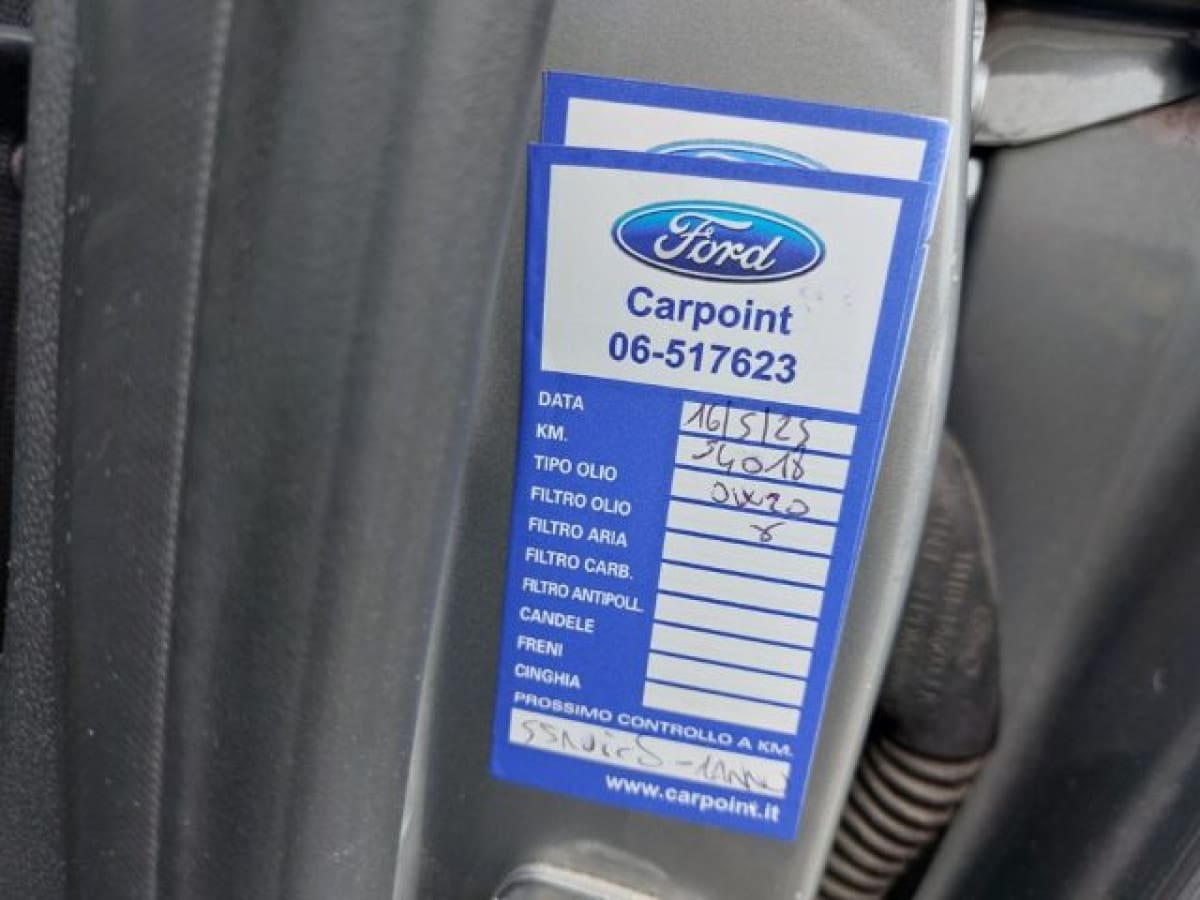 Ford
Carpoint
06-517623
DATA 16/5/25
KM. 54018
TIPO OLIO 0W20
FILTRO OLIO
FILTRO ARIA
FILTRO CARB.
FILTRO ANTIPOLL.
CANDELE
FRENI
CINGHIA
PROSSIMO CONTROLLO A KM.
www.carpoint.it